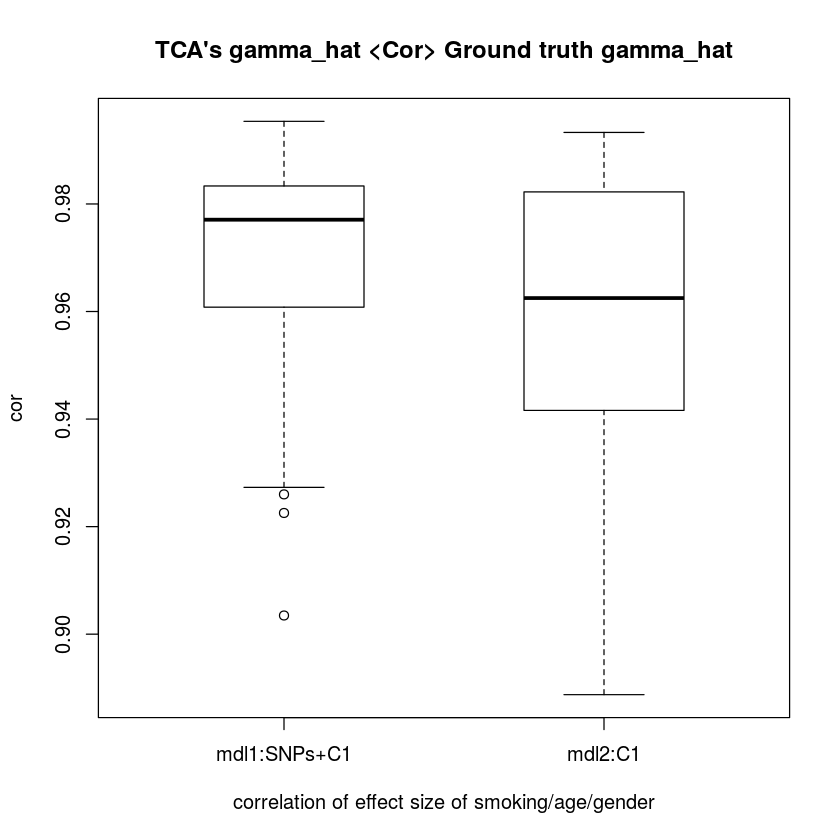 TCA's gamma_hat <Cor> Ground truth gamma_hat
cor
0.98
0.96
0.94
0.92
0.90
mdl1:SNPs+C1
mdl2:C1
correlation of effect size of smoking/age/gender